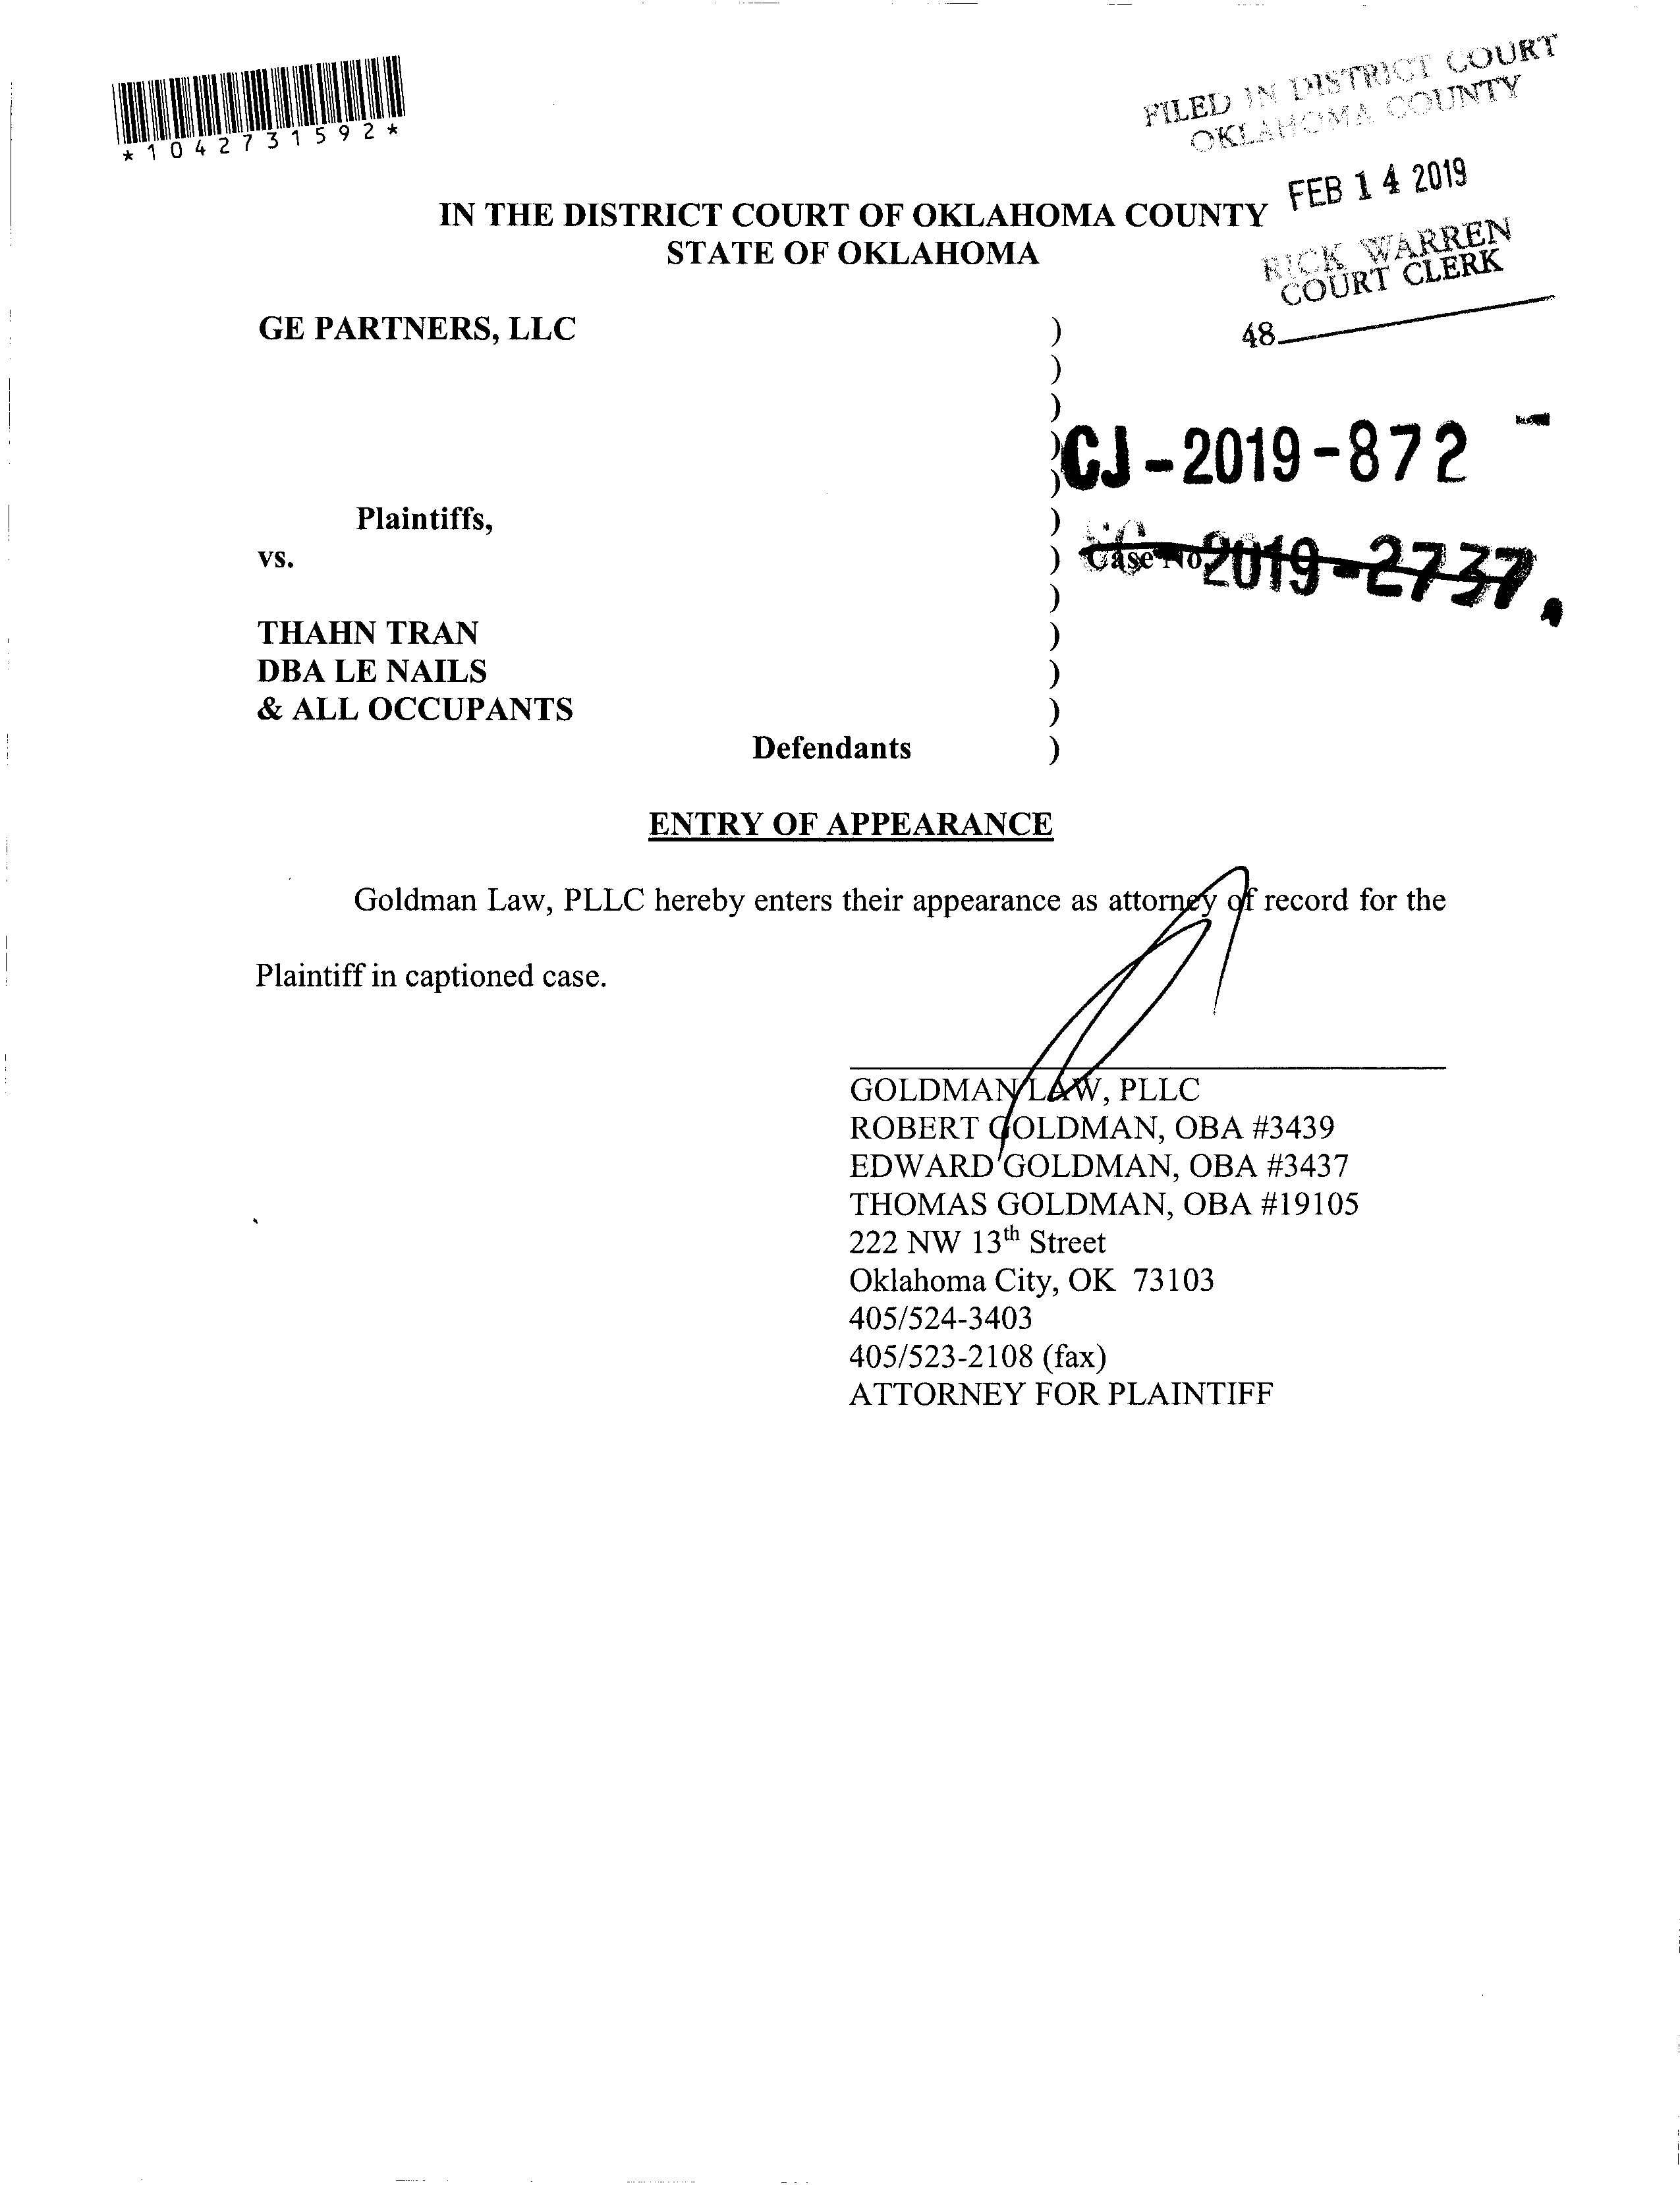 *1042731592*
FILED IN DISTRICT COURT
OKLAHOMA COUNTY
FEB 14 2019
RICK WARREN
COURT CLERK
48
IN THE DISTRICT COURT OF OKLAHOMA COUNTY
STATE OF OKLAHOMA
GE PARTNERS, LLC )
)
)
)
) CJ-2019-872
Plaintiffs, )
vs. ) Case No. 2019-2737
)
THAHN TRAN )
DBA LE NAILS )
& ALL OCCUPANTS )
Defendants )
ENTRY OF APPEARANCE
Goldman Law, PLLC hereby enters their appearance as attorney of record for the
Plaintiff in captioned case.
GOLDMAN LAW, PLLC
ROBERT GOLDMAN, OBA #3439
EDWARD GOLDMAN, OBA #3437
THOMAS GOLDMAN, OBA #19105
222 NW 13th Street
Oklahoma City, OK 73103
405/524-3403
405/523-2108 (fax)
ATTORNEY FOR PLAINTIFF